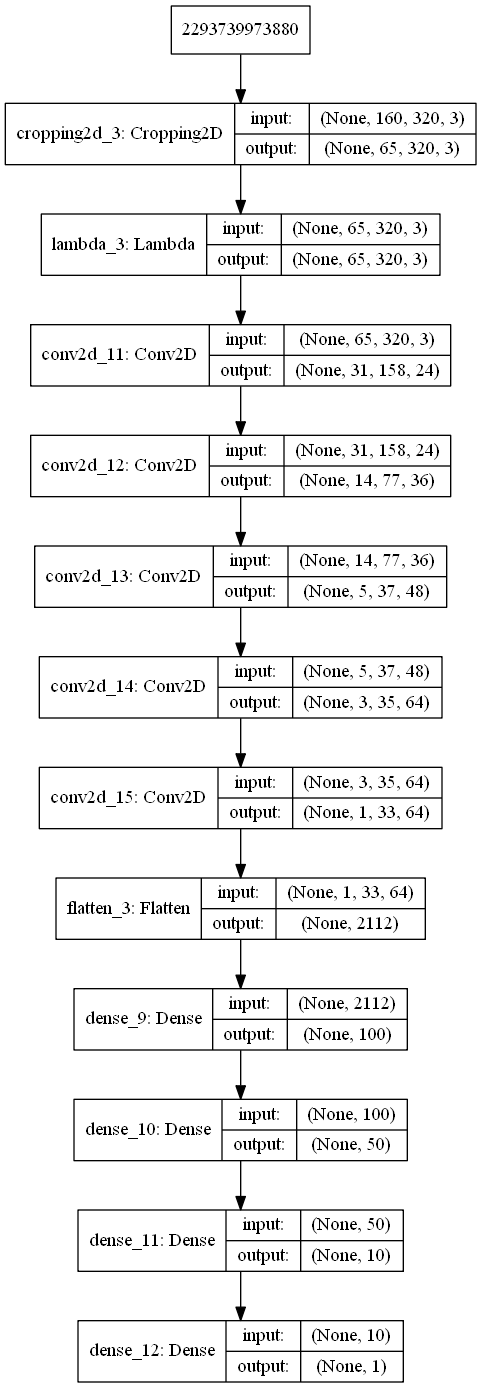 2293739973880
cropping2d_3: Cropping2D
input:
(None, 160, 320, 3)
output:
(None, 65, 320, 3)
lambda_3: Lambda
input:
(None, 65, 320, 3)
output:
(None, 65, 320, 3)
conv2d_11: Conv2D
input:
(None, 65, 320, 3)
output:
(None, 31, 158, 24)
conv2d_12: Conv2D
input:
(None, 31, 158, 24)
output:
(None, 14, 77, 36)
conv2d_13: Conv2D
input:
(None, 14, 77, 36)
output:
(None, 5, 37, 48)
conv2d_14: Conv2D
input:
(None, 5, 37, 48)
output:
(None, 3, 35, 64)
conv2d_15: Conv2D
input:
(None, 3, 35, 64)
output:
(None, 1, 33, 64)
flatten_3: Flatten
input:
(None, 1, 33, 64)
output:
(None, 2112)
dense_9: Dense
input:
(None, 2112)
output:
(None, 100)
dense_10: Dense
input:
(None, 100)
output:
(None, 50)
dense_11: Dense
input:
(None, 50)
output:
(None, 10)
dense_12: Dense
input:
(None, 10)
output:
(None, 1)